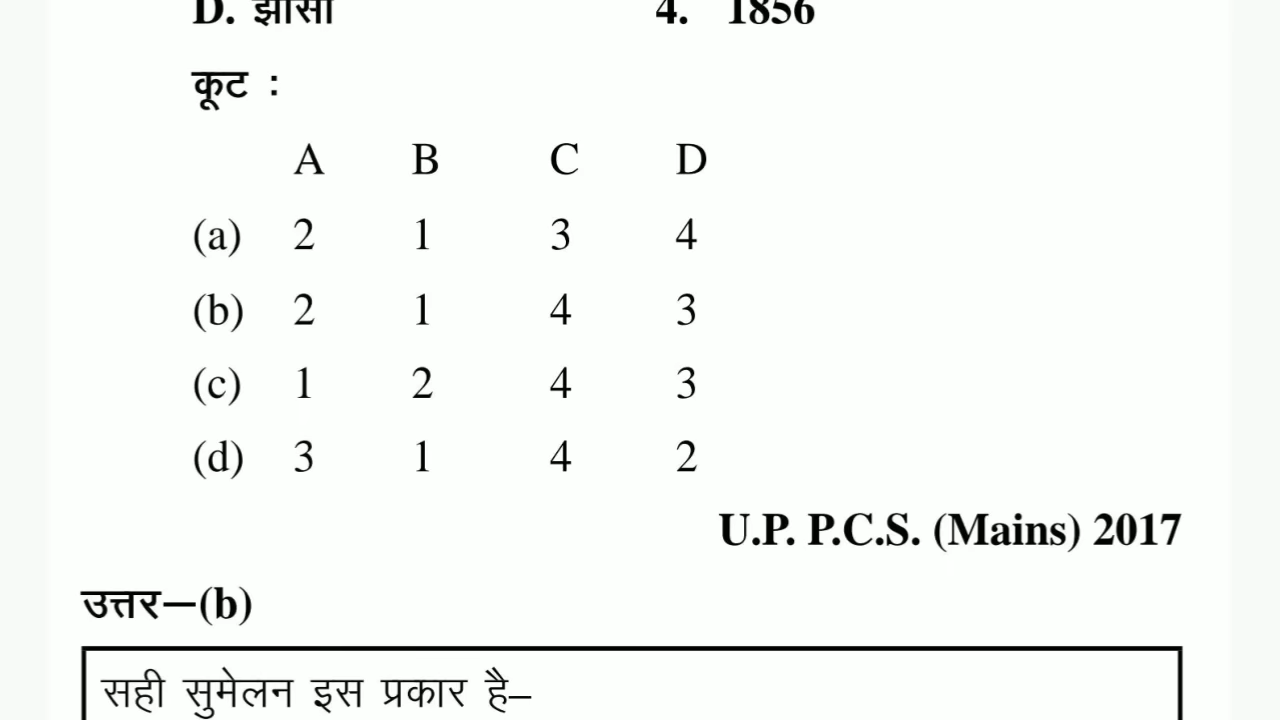 D. झांसी 4. 1856
कूट :
A B C D
(a) 2 1 3 4
(b) 2 1 4 3
(c) 1 2 4 3
(d) 3 1 4 2
U.P. P.C.S. (Mains) 2017
उत्तर–(b)
सही सुमेलन इस प्रकार है–